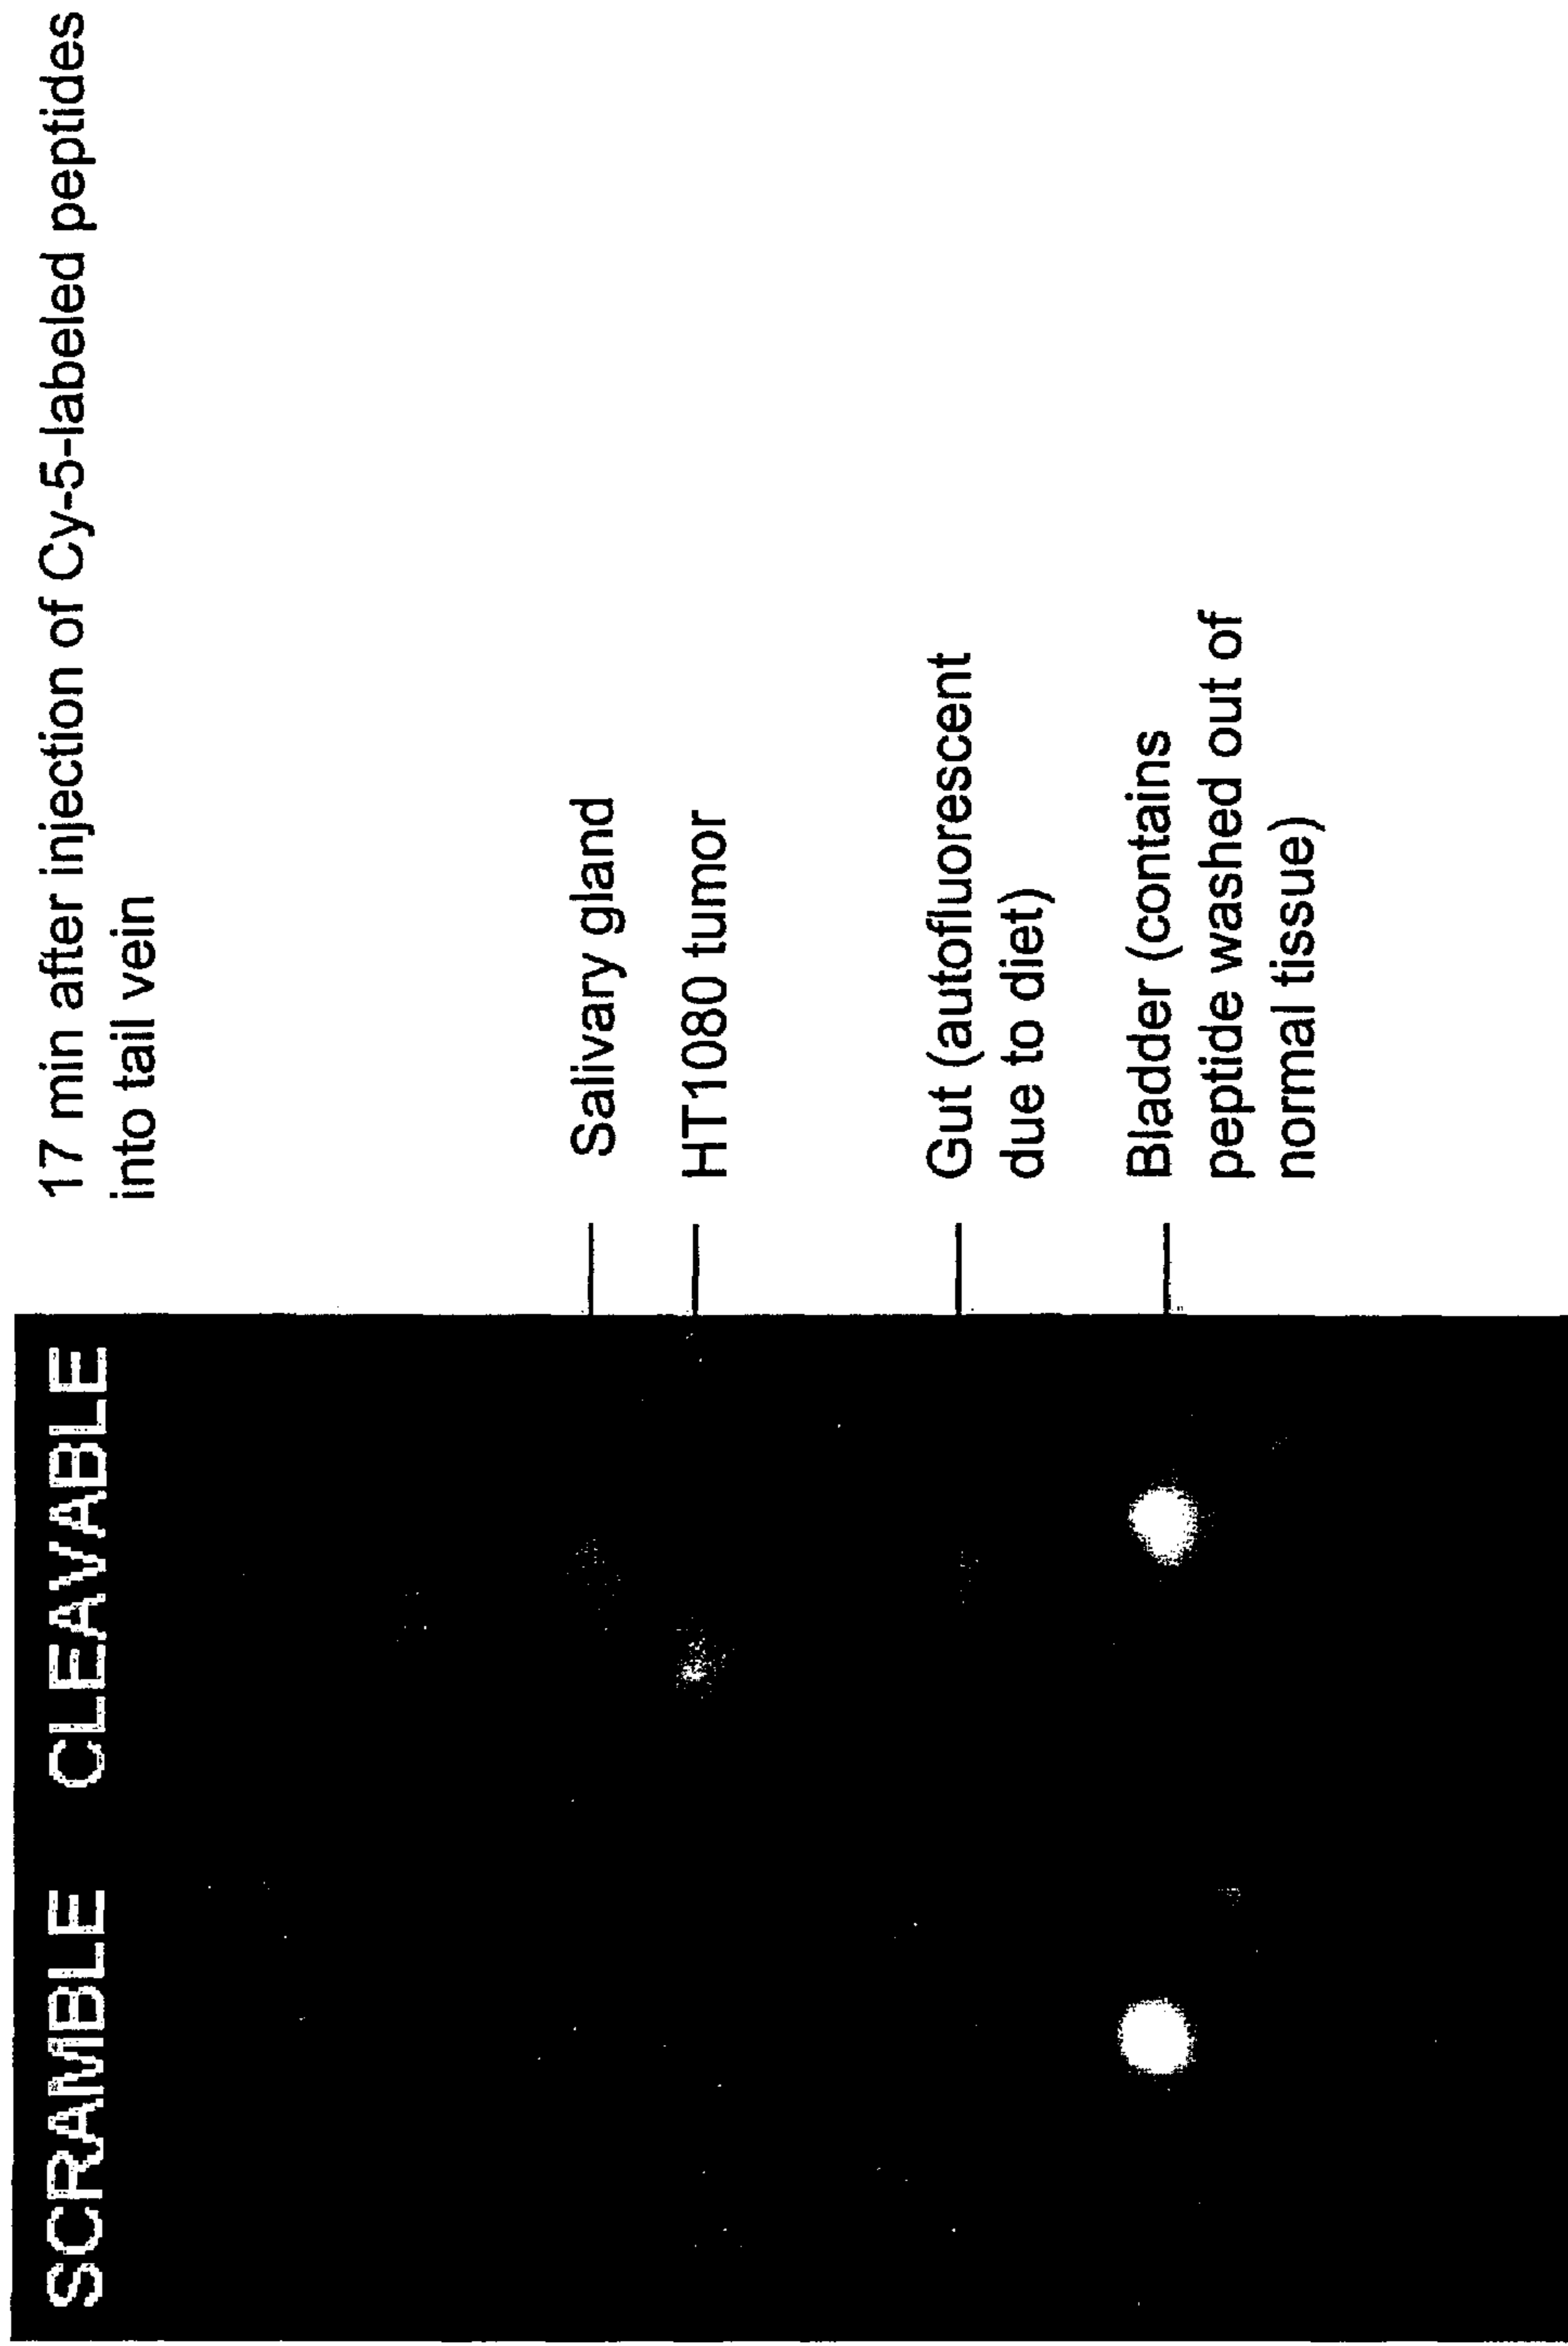 17 min after injection of Cy-5-labeled peptides
into tail vein
SCRAMBLE CLEAVABLE
Salivary gland
HT1080 tumor
Gut (autofluorescent
due to diet)
Bladder (contains
peptide washed out of
normal tissue)